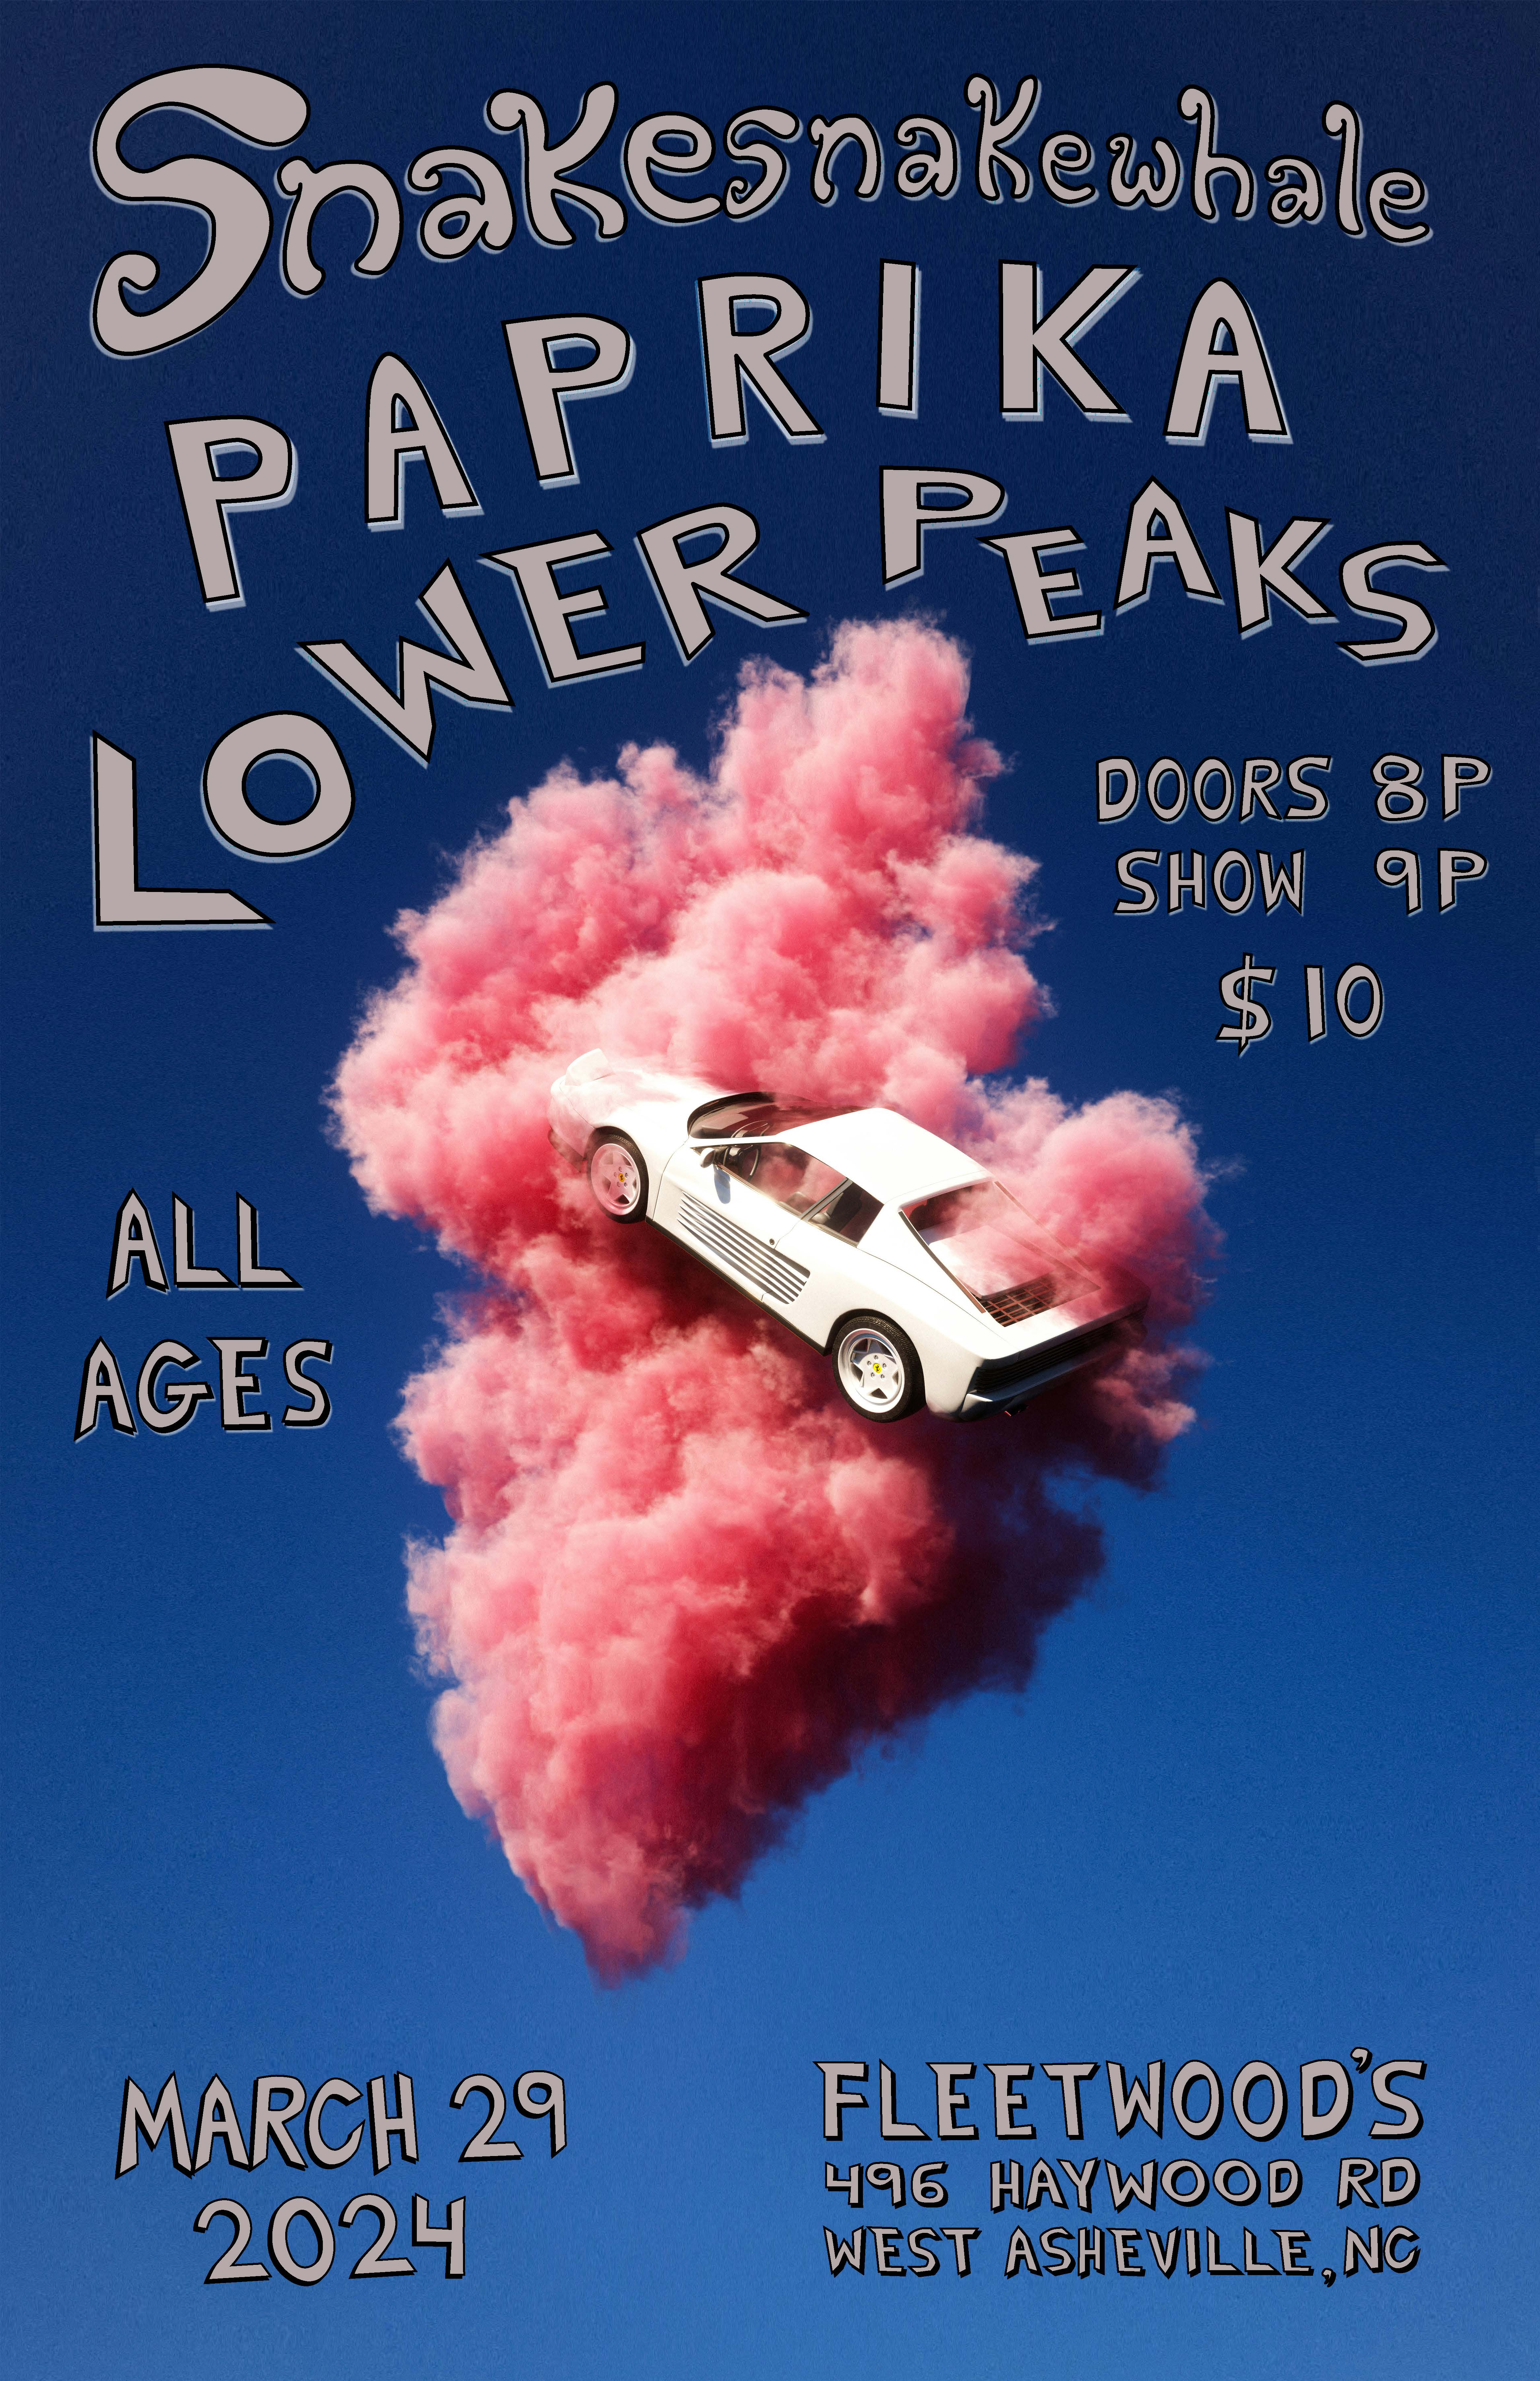 Snakesnakewhale
PAPRIKA
LOWER PEAKS
DOORS 8P
SHOW 9P
$10
ALL
AGES
MARCH 29
2024
FLEETWOOD'S
496 HAYWOOD RD
WEST ASHEVILLE, NC